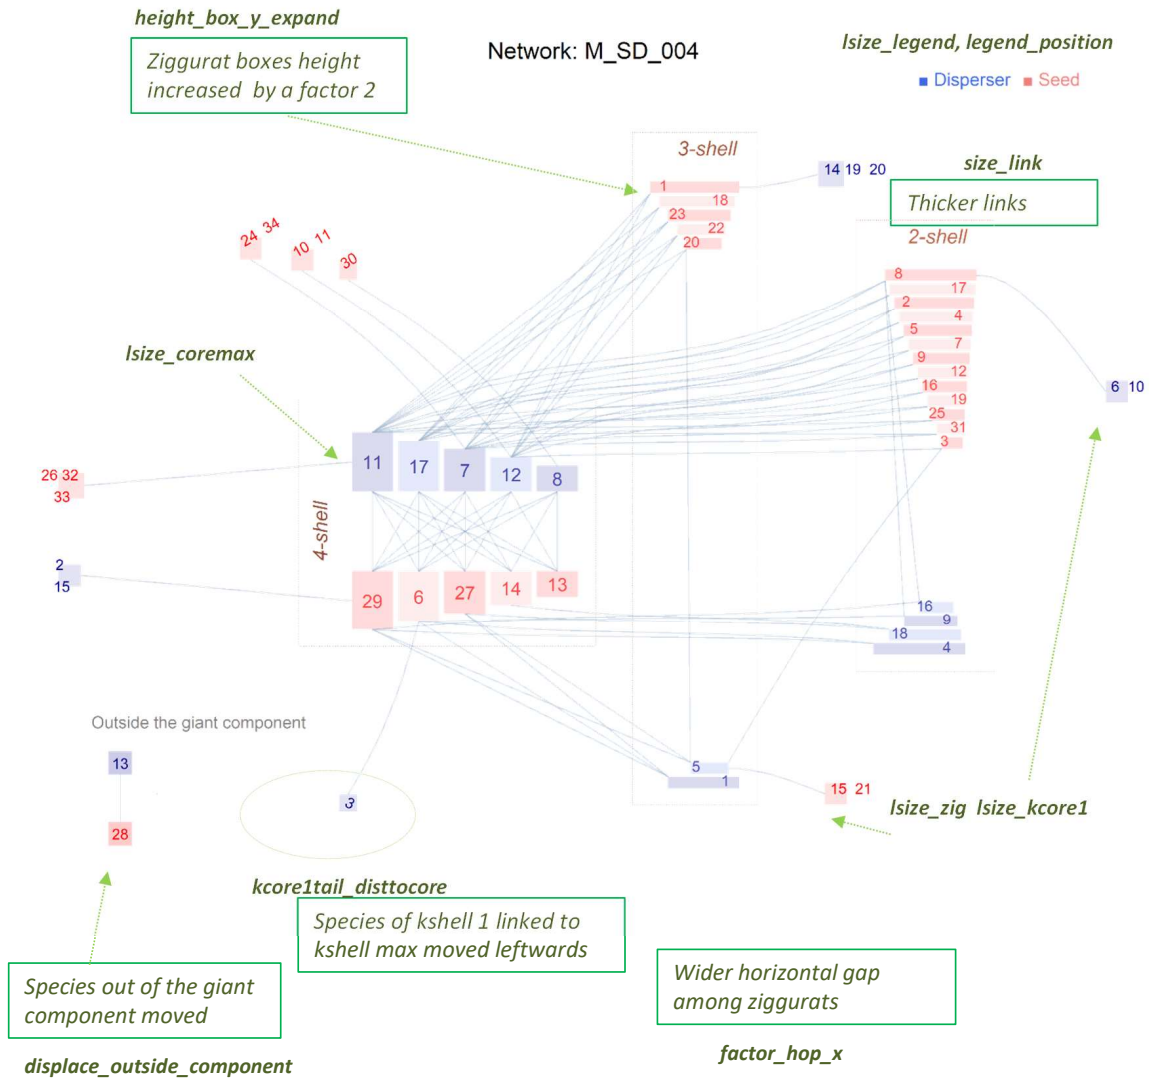 height_box_y_expand
Ziggurat boxes height
increased by a factor 2
Network: M_SD_004
lsize_legend, legend_position
Disperser Seed
size_link
Thicker links
3-shell
1
18
23
22
20
14 19 20
2-shell
8
17
2
4
5
7
9
12
16
19
25
31
3
6 10
24 34
10 11
30
lsize_coremax
26 32
33
11 17 7 12 8
4-shell
2
15
29 6 27 14 13
16
9
18
4
Outside the giant component
13
28
3
5
1
15 21
lsize_zig lsize_kcore1
kcore1tail_disttocore
Species of kshell 1 linked to
kshell max moved leftwards
Species out of the giant
component moved
displace_outside_component
Wider horizontal gap
among ziggurats
factor_hop_x